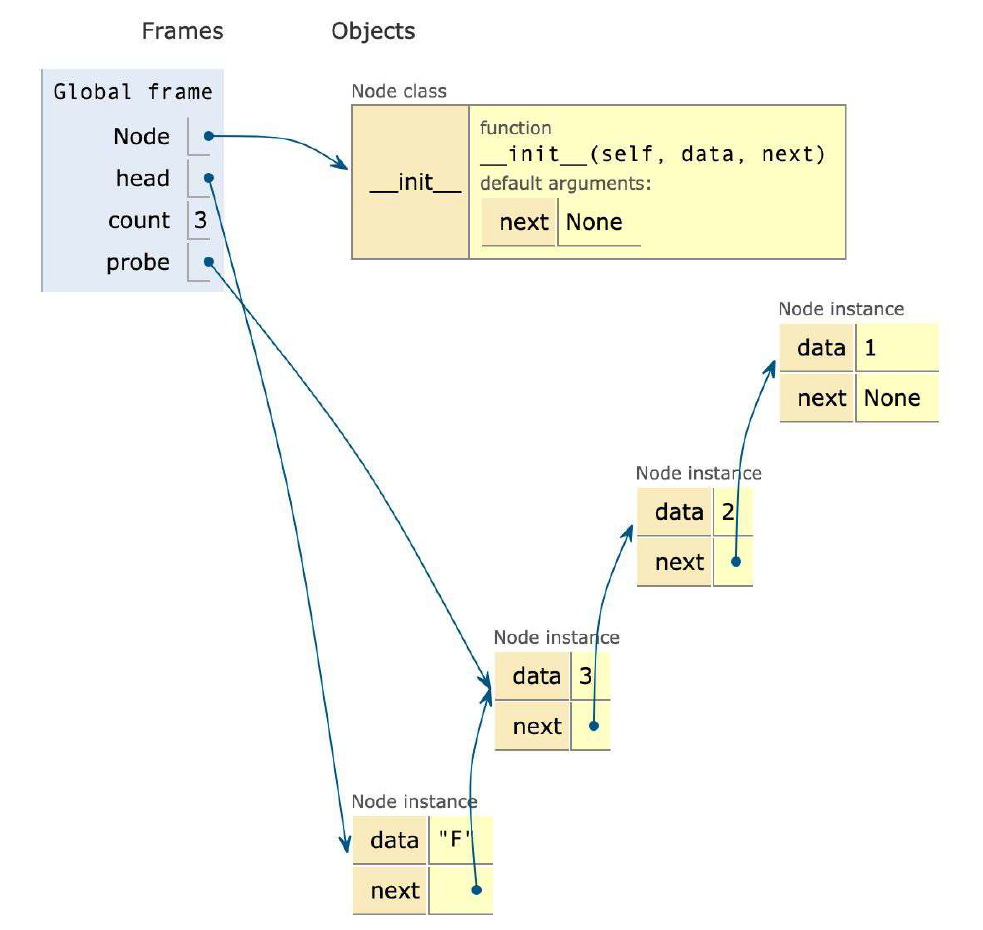 Frames Objects
Global frame
Node
head
count 3
probe
Node class
__init__
function
__init__(self, data, next)
default arguments:
next None
Node instance
data 1
next None
Node instance
data 2
next
Node instance
data 3
next
Node instance
data "F"
next